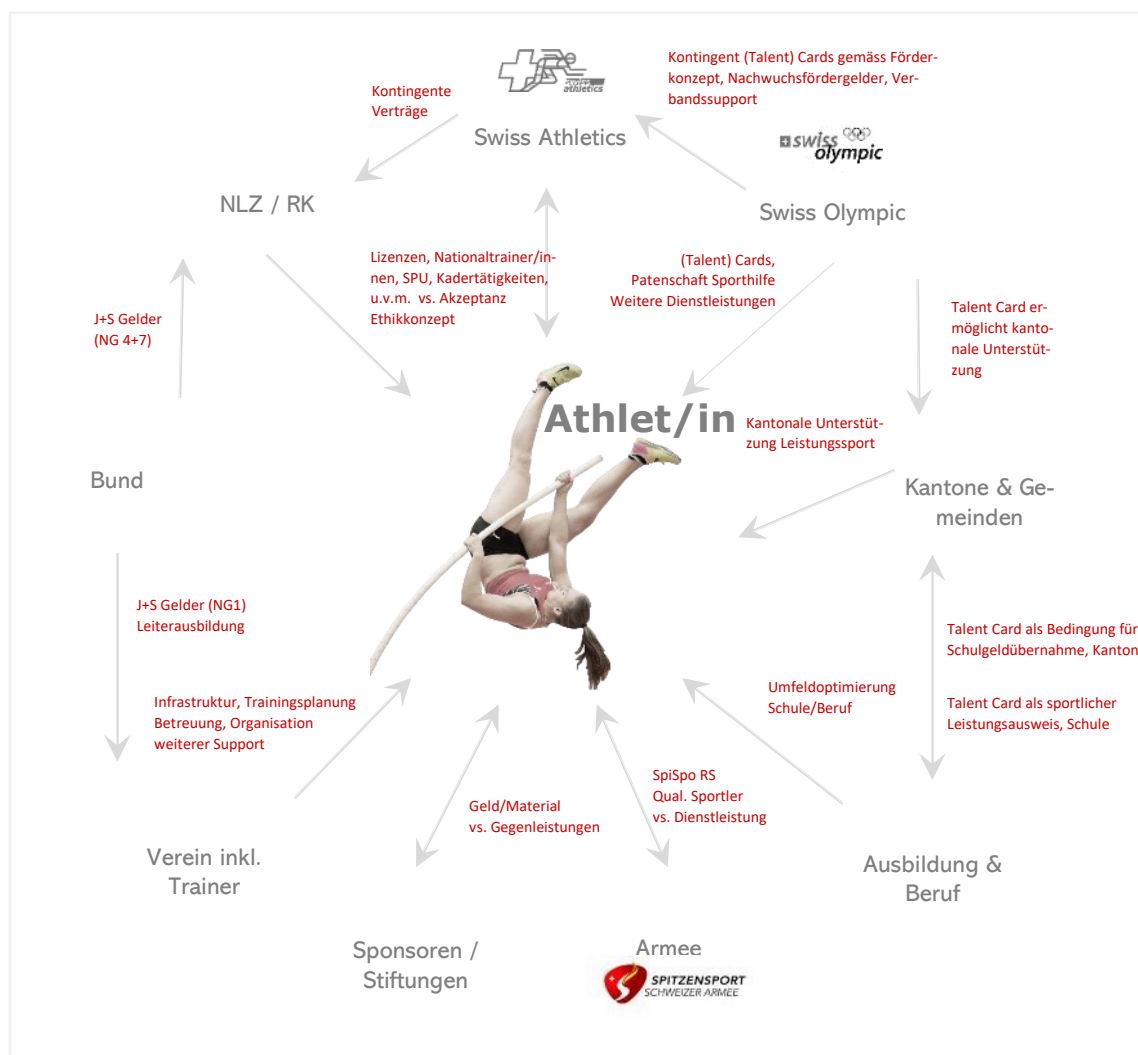 Kontingent (Talent) Cards gemäss Förder-
konzept, Nachwuchsfördergelder, Ver-
bandssupport
Kontingente
Verträge
athletics
Swiss Athletics
swiss
olympic
NLZ / RK
Swiss Olympic
Lizenzen, Nationaltrainer/in-
nen, SPU, Kadertätigkeiten,
u.v.m. vs. Akzeptanz
Ethikkonzept
(Talent) Cards,
Patenschaft Sporthilfe
Weitere Dienstleistungen
J+S Gelder
(NG 4+7)
Talent Card er-
möglicht kanto-
nale Unterstüt-
zung
Athlet/in
Kantonale Unterstüt-
zung Leistungssport
Bund
Kantone & Ge-
meinden
J+S Gelder (NG1)
Leiterausbildung
Talent Card als Bedingung für
Schulgeldübernahme, Kanton
Infrastruktur, Trainingsplanung
Betreuung, Organisation
weiterer Support
Umfeldoptimierung
Schule/Beruf
Talent Card als sportlicher
Leistungsausweis, Schule
SpiSpo RS
Qual. Sportler
vs. Dienstleistung
Geld/Material
vs. Gegenleistungen
Verein inkl.
Trainer
Ausbildung &
Beruf
Sponsoren /
Stiftungen
Armee
SPITZENSPORT
SCHWEIZER ARMEE